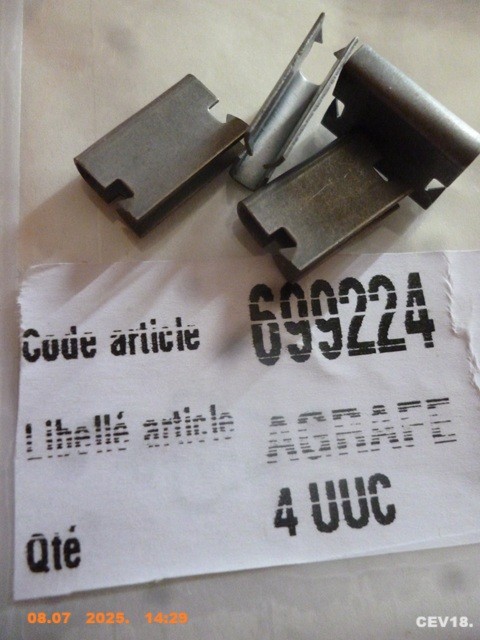 Code article 699224
Libellé article AGRAFE
Qté 4 UUC
08.07 2025. 14:29
CEV18.